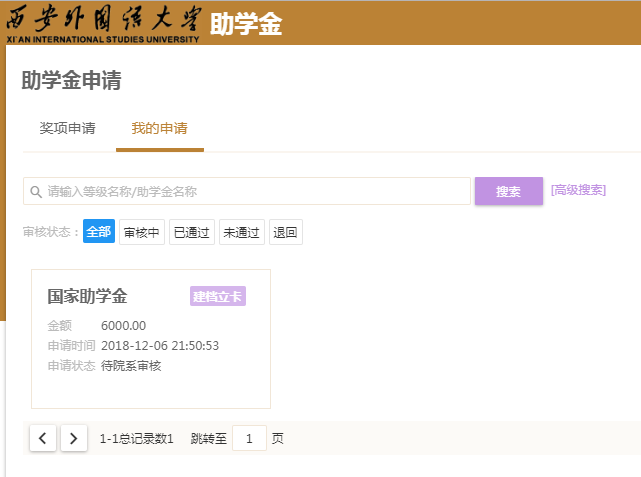 西安外国语大学 助学金
XI'AN INTERNATIONAL STUDIES UNIVERSITY
助学金申请
奖项申请 我的申请
请输入等级名称/助学金名称 搜索 [高级搜索]
审核状态： 全部 审核中 已通过 未通过 退回
国家助学金 建档立卡
金额 6000.00
申请时间 2018-12-06 21:50:53
申请状态 待院系审核
1-1总记录数1 跳转至 1 页